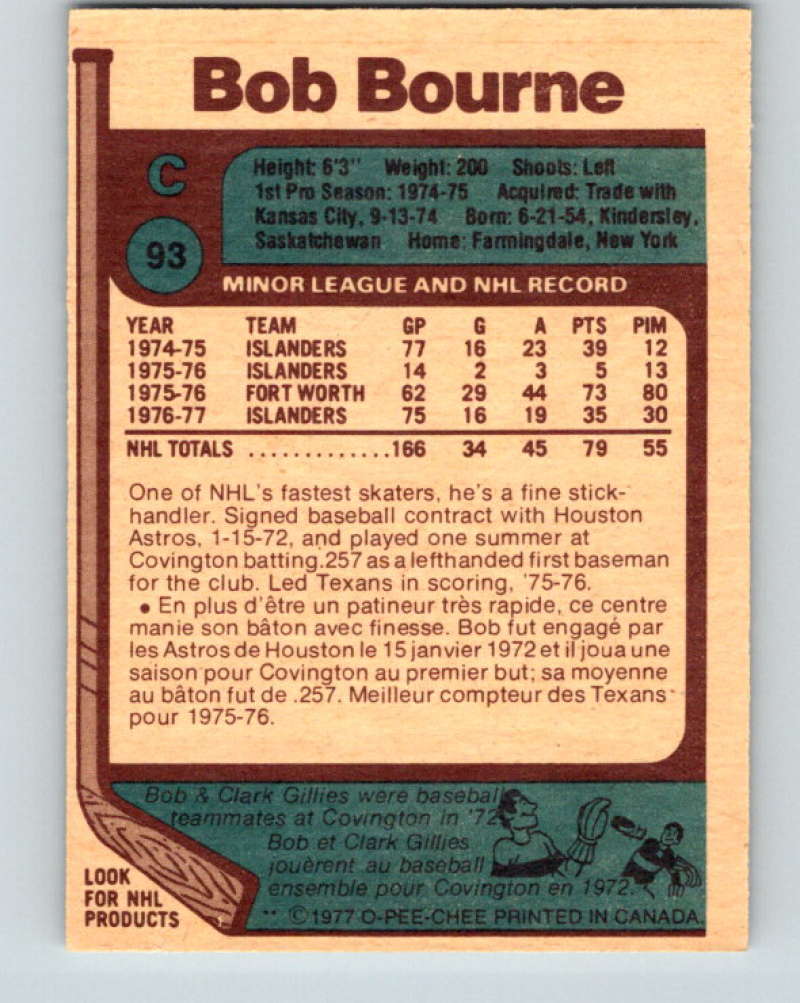 Bob Bourne
C
Height: 6'3" Weight: 200 Shoots: Left
1st Pro Season: 1974-75 Acquired: Trade with
Kansas City, 9-13-74 Born: 6-21-54, Kindersley,
Saskatchewan Home: Farmingdale, New York
93
MINOR LEAGUE AND NHL RECORD
YEAR TEAM GP G A PTS PIM
1974-75 ISLANDERS 77 16 23 39 12
1975-76 ISLANDERS 14 2 3 5 13
1975-76 FORT WORTH 62 29 44 73 80
1976-77 ISLANDERS 75 16 19 35 30
NHL TOTALS .............166 34 45 79 55
One of NHL's fastest skaters, he's a fine stick-
handler. Signed baseball contract with Houston
Astros, 1-15-72, and played one summer at
Covington batting .257 as a lefthanded first baseman
for the club. Led Texans in scoring, '75-76.
• En plus d'être un patineur très rapide, ce centre
manie son bâton avec finesse. Bob fut engagé par
les Astros de Houston le 15 janvier 1972 et il joua une
saison pour Covington au premier but; sa moyenne
au bâton fut de .257. Meilleur compteur des Texans
pour 1975-76.
Bob & Clark Gillies were baseball
teammates at Covington in '72
Bob et Clark Gillies
jouèrent au baseball
ensemble pour Covington en 1972.
LOOK
FOR NHL
PRODUCTS
** ©1977 O-PEE-CHEE PRINTED IN CANADA.